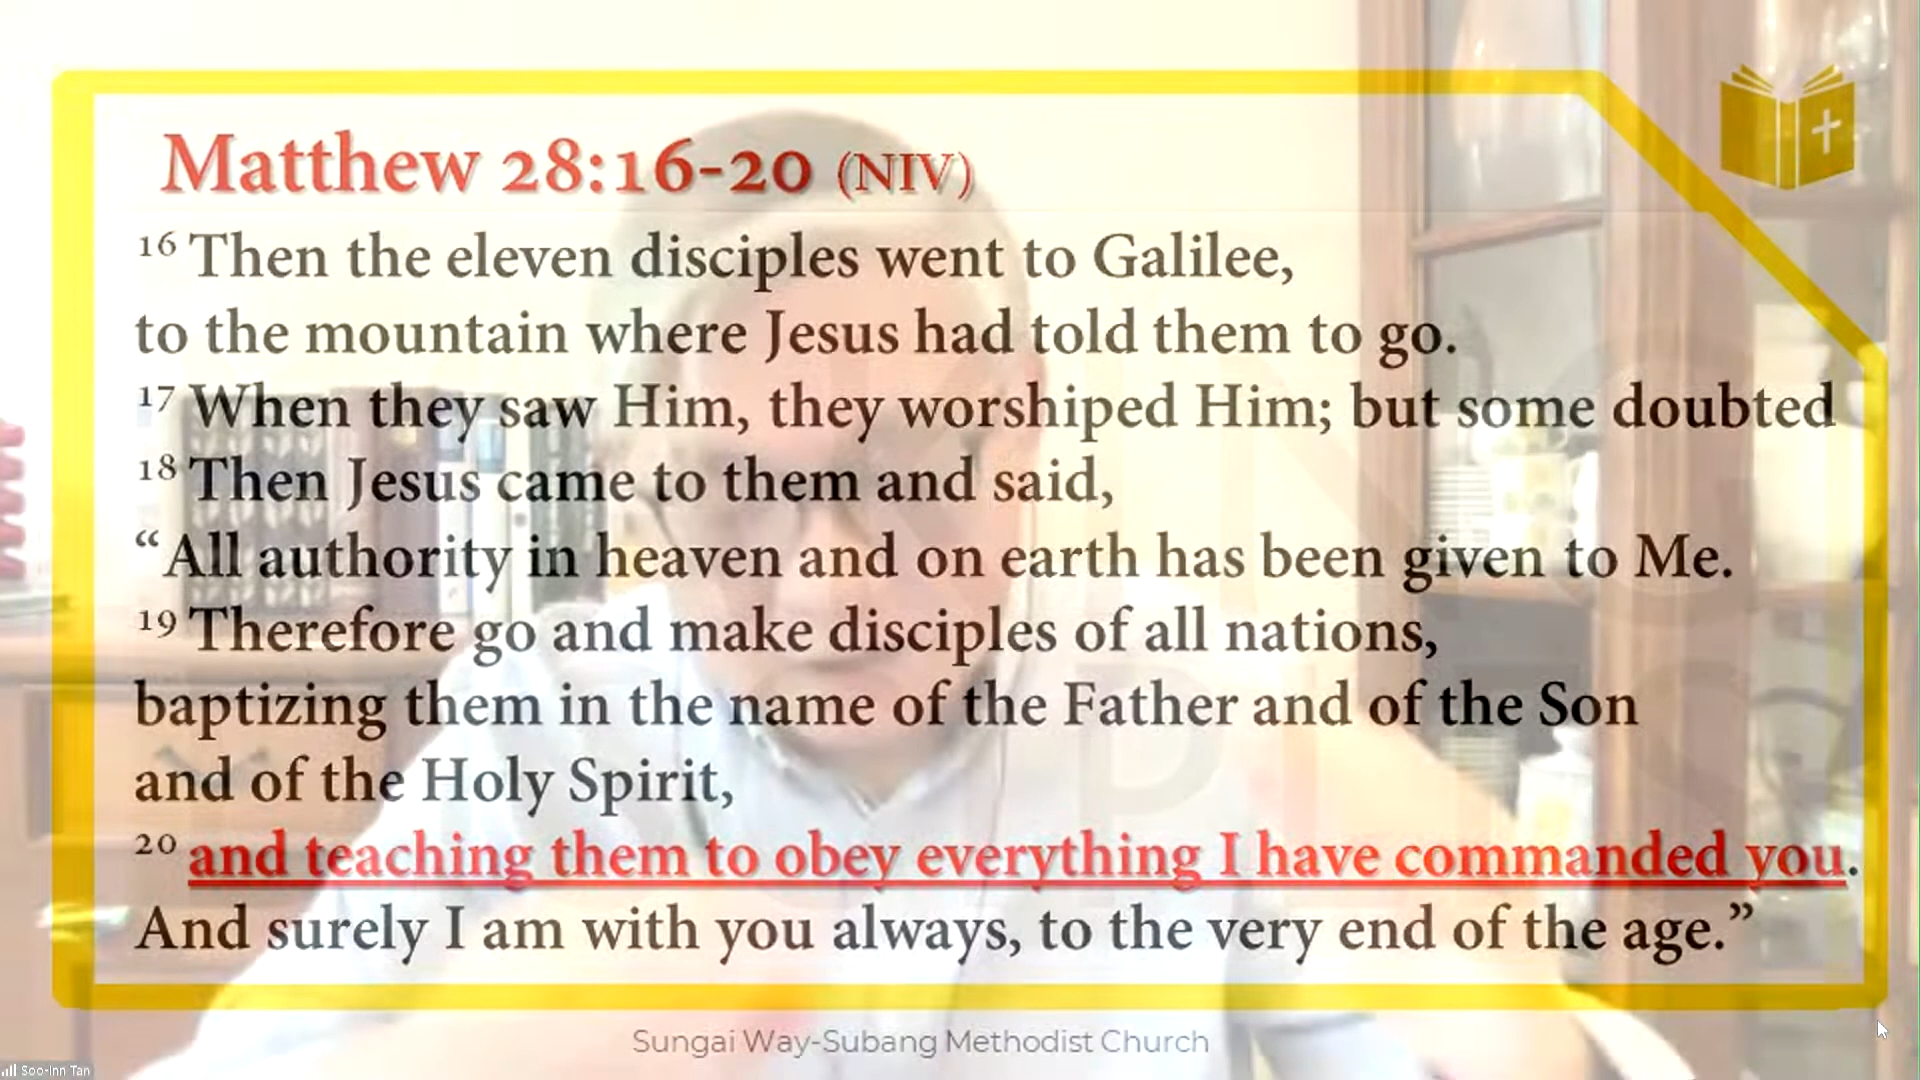 Matthew 28:16-20 (NIV)
16 Then the eleven disciples went to Galilee,
to the mountain where Jesus had told them to go.
17 When they saw Him, they worshiped Him; but some doubted
18 Then Jesus came to them and said,
“All authority in heaven and on earth has been given to Me.
19 Therefore go and make disciples of all nations,
baptizing them in the name of the Father and of the Son
and of the Holy Spirit,
20 and teaching them to obey everything I have commanded you.
And surely I am with you always, to the very end of the age.”
Sungai Way-Subang Methodist Church
Soo-Inn Tan